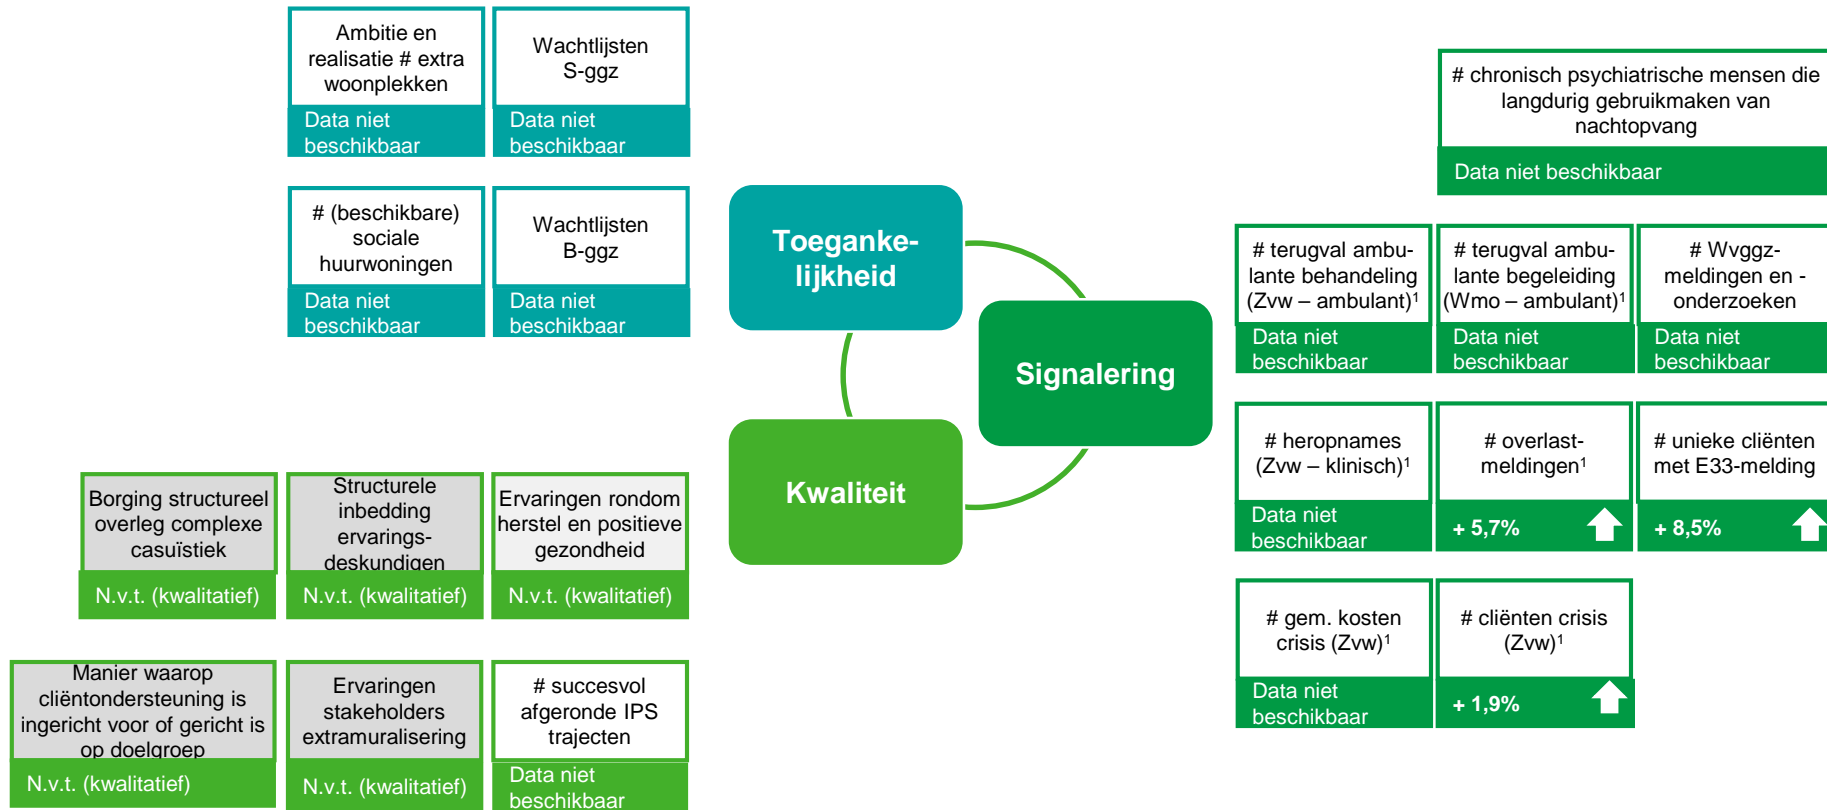 Ambitie en
realisatie # extra
woonplekken
Data niet
beschikbaar
Wachtlijsten
S-ggz
Data niet
beschikbaar
# (beschikbare)
sociale
huurwoningen
Data niet
beschikbaar
Wachtlijsten
B-ggz
Data niet
beschikbaar
Toeganke-
lijkheid
Signalering
Kwaliteit
# chronisch psychiatrische mensen die
langdurig gebruikmaken van
nachtopvang
Data niet beschikbaar
# terugval ambu-
lante behandeling
(Zvw – ambulant)¹
Data niet
beschikbaar
# terugval ambu-
lante begeleiding
(Wmo – ambulant)¹
Data niet
beschikbaar
# Wvggz-
meldingen en -
onderzoeken
Data niet
beschikbaar
# heropnames
(Zvw – klinisch)¹
Data niet
beschikbaar
# overlast-
meldingen¹
+ 5,7%
# unieke cliënten
met E33-melding
+ 8,5%
# gem. kosten
crisis (Zvw)¹
Data niet
beschikbaar
# cliënten crisis
(Zvw)¹
+ 1,9%
Borging structureel
overleg complexe
casuïstiek
N.v.t. (kwalitatief)
Structurele
inbedding
ervarings-
deskundigen
N.v.t. (kwalitatief)
Ervaringen rondom
herstel en positieve
gezondheid
N.v.t. (kwalitatief)
Manier waarop
cliëntondersteuning is
ingericht voor of gericht is
op doelgroep
N.v.t. (kwalitatief)
Ervaringen
stakeholders
extramuralisering
N.v.t. (kwalitatief)
# succesvol
afgeronde IPS
trajecten
Data niet
beschikbaar